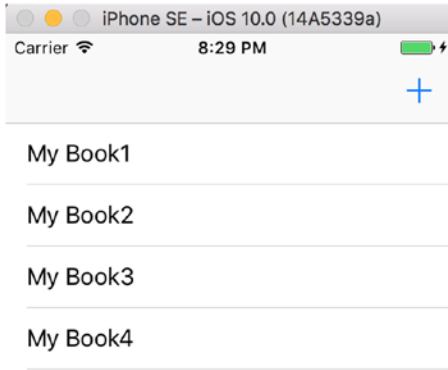 iPhone SE – iOS 10.0 (14A5339a)
Carrier 8:29 PM
+
My Book1
My Book2
My Book3
My Book4